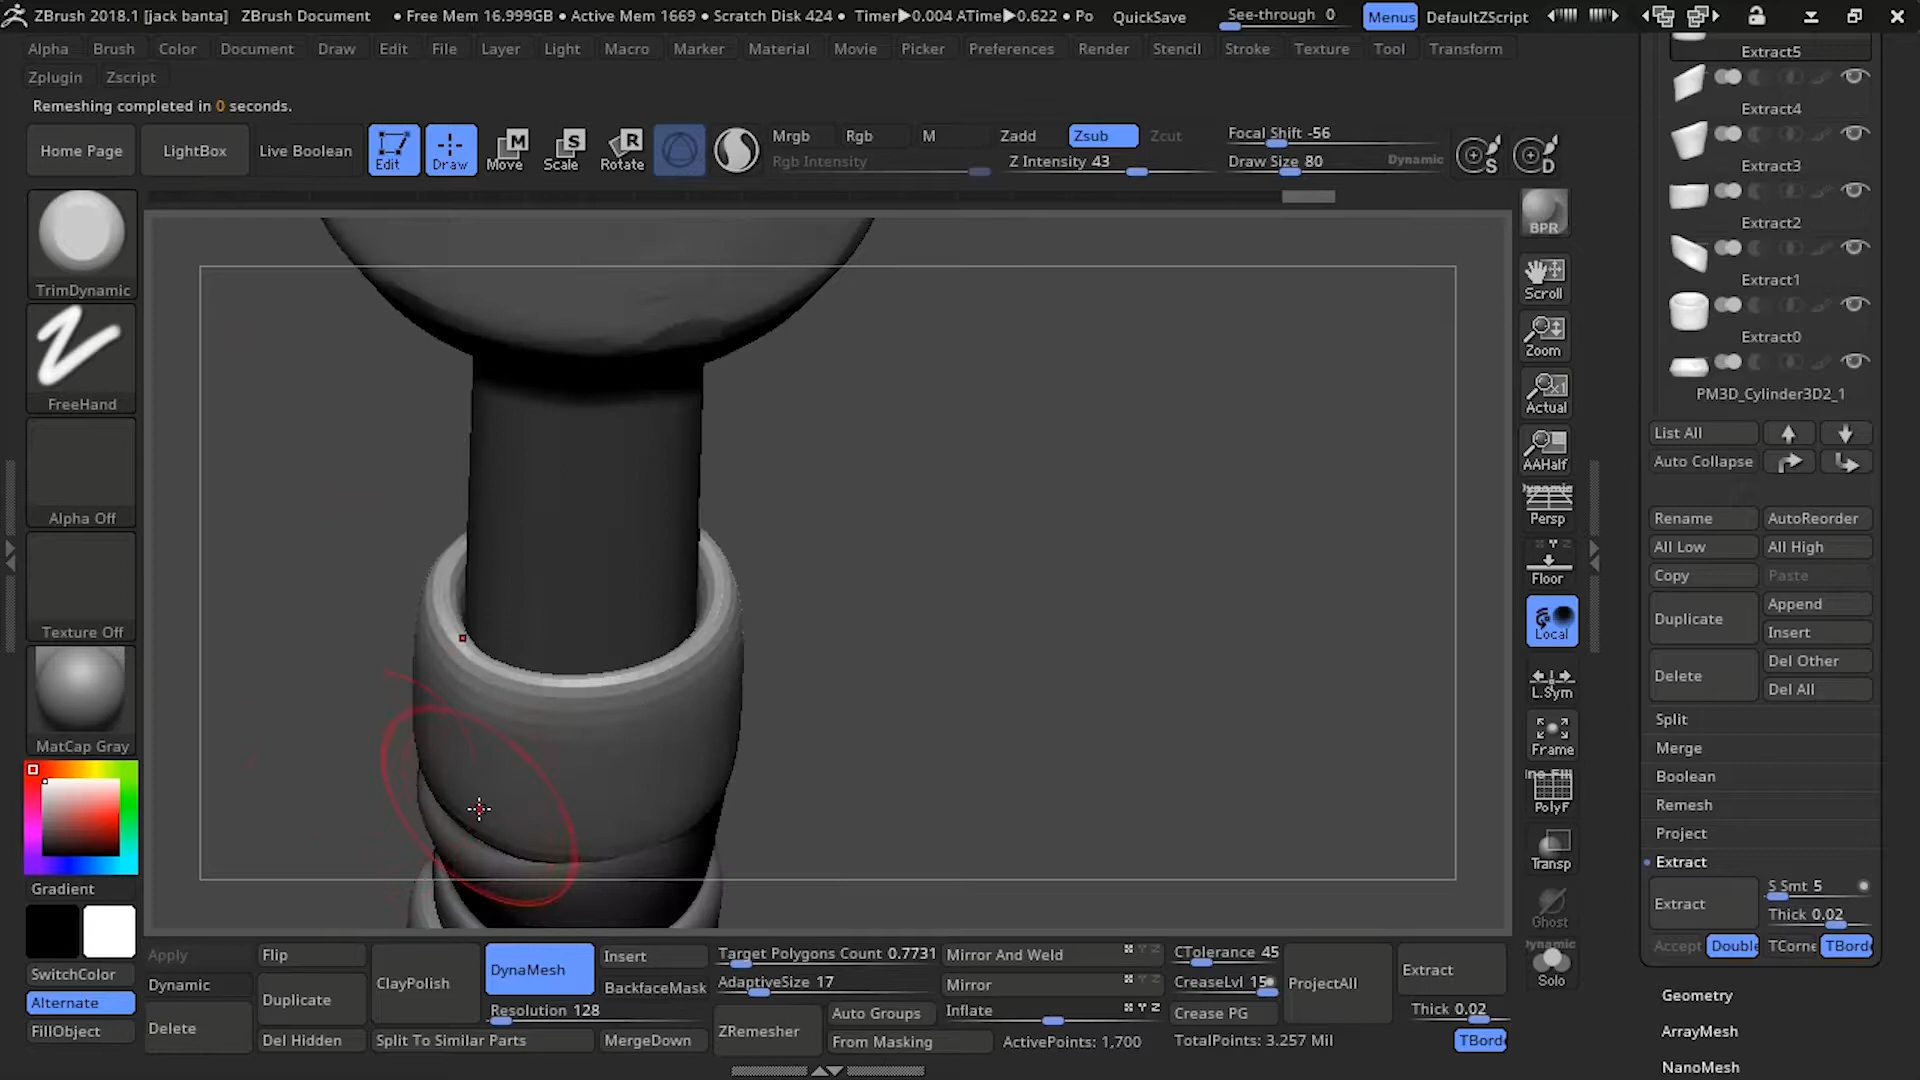 ZBrush 2018.1 [jack banta] ZBrush Document • Free Mem 16.999GB • Active Mem 1669 • Scratch Disk 424 • Timer▶0.004 ATime▶0.622 • Po QuickSave See-through 0 Menus DefaultZScript
Alpha Brush Color Document Draw Edit File Layer Light Macro Marker Material Movie Picker Preferences Render Stencil Stroke Texture Tool Transform
Zplugin Zscript
Remeshing completed in 0 seconds.
Home Page LightBox Live Boolean Edit Draw Move Scale Rotate
Mrgb Rgb M Zadd Zsub Zcut Focal Shift -56
Rgb Intensity Z Intensity 43 Draw Size 80 Dynamic
S D
TrimDynamic
FreeHand
Alpha Off
Texture Off
MatCap Gray
Gradient
SwitchColor
Alternate
FillObject
BPR
Scroll
Zoom
Actual
AAHalf
Dynamic
Persp
Floor
Local
L.Sym
Frame
PolyF
Transp
Ghost
Dynamic
Solo
Extract5
Extract4
Extract3
Extract2
Extract1
Extract0
PM3D_Cylinder3D2_1
List All
Auto Collapse
Rename AutoReorder
All Low All High
Copy Paste
Duplicate Append
Insert
Delete Del Other
Del All
Split
Merge
Boolean
Remesh
Project
Extract
Extract S Smt 5
Thick 0.02
Accept Double TCorne TBord
Geometry
ArrayMesh
NanoMesh
Apply Flip
Dynamic Duplicate
Delete Del Hidden
ClayPolish DynaMesh Insert
BackfaceMask
Resolution 128
Split To Similar Parts MergeDown
Target Polygons Count 0.7731
AdaptiveSize 17
ZRemesher Auto Groups
From Masking
Mirror And Weld
Mirror
Inflate
ActivePoints: 1,700
CTolerance 45
CreaseLvl 15
Crease PG
TotalPoints: 3.257 Mil
ProjectAll
Extract
Thick 0.02
TBord